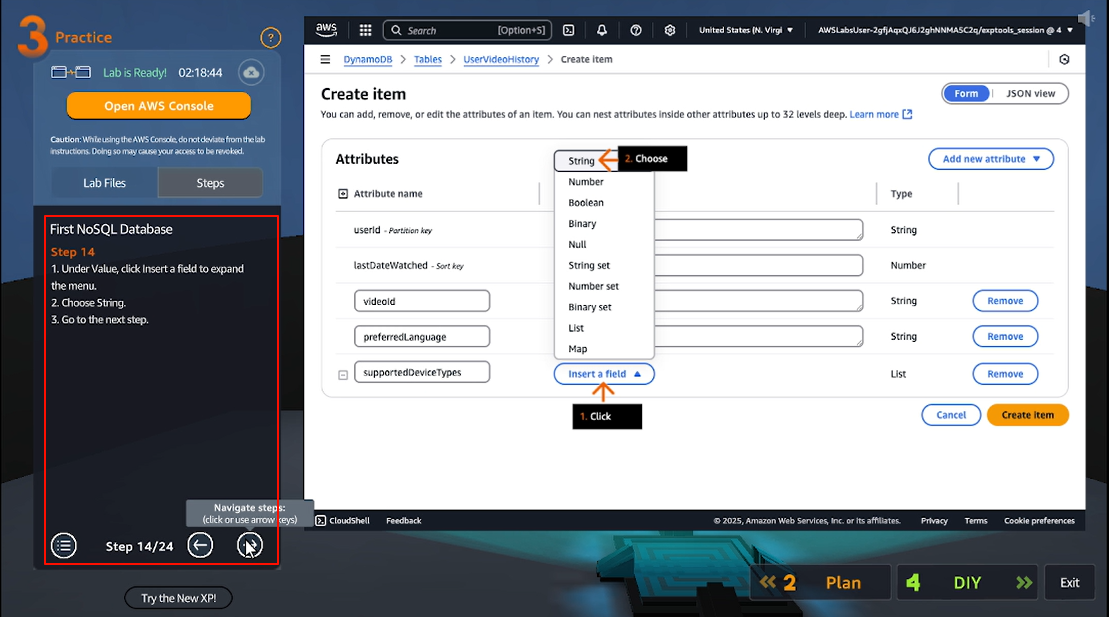 3 Practice
?
Lab is Ready! 02:18:44
Open AWS Console
Caution: While using the AWS Console, do not deviate from the lab
instructions. Doing so may cause your access to be revoked.
Lab Files Steps
First NoSQL Database
Step 14
1. Under Value, click Insert a field to expand
the menu.
2. Choose String.
3. Go to the next step.
Navigate steps:
(click or use arrow keys)
Step 14/24
Try the New XP!
aws Search [Option+S] United States (N. Virgi AWSLabsUser-2gfjAqxQJ6J2ghNNMA5C2q/exptools_session @ 4
DynamoDB > Tables > UserVideoHistory > Create item
Create item
Form JSON view
You can add, remove, or edit the attributes of an item. You can nest attributes inside other attributes up to 32 levels deep. Learn more
Attributes
Add new attribute
Attribute name Type
userId - Partition key String
lastDateWatched - Sort key Number
videoId String Remove
preferredLanguage String Remove
supportedDeviceTypes Insert a field List Remove
String
Number
Boolean
Binary
Null
String set
Number set
Binary set
List
Map
2. Choose
1. Click
Cancel Create item
CloudShell Feedback © 2025, Amazon Web Services, Inc. or its affiliates. Privacy Terms Cookie preferences
2 Plan 4 DIY Exit